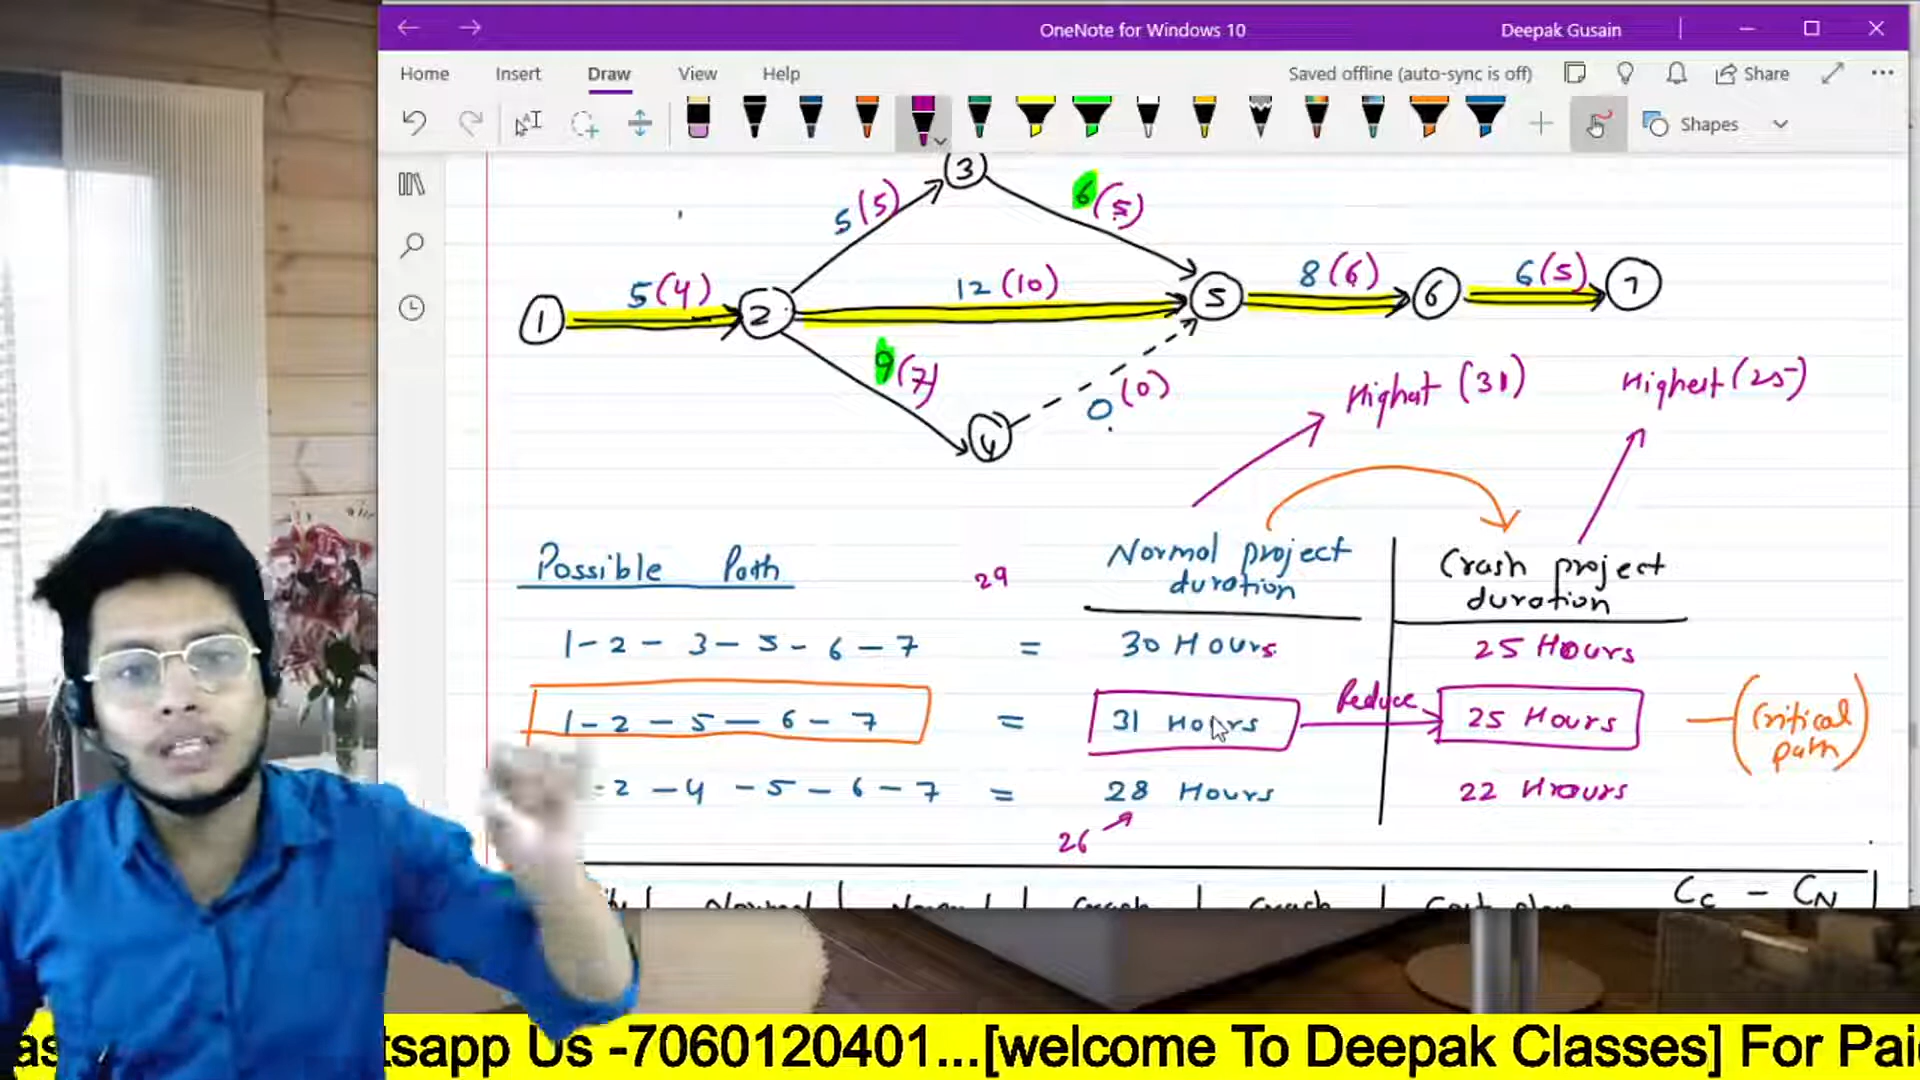 OneNote for Windows 10
Deepak Gusain
Home Insert Draw View Help
Saved offline (auto-sync is off)
Share
Shapes
3
5(5)
6(5)
5(4)
12(10)
8(6)
6(5)
1
2
5
6
7
9(7)
0(0)
4
Highest (31)
Highest (25)
Possible Path
29
Normal project duration
Crash project duration
1-2-3-5-6-7 = 30 Hours
25 Hours
1-2-5-6-7 = 31 Hours
Reduce
25 Hours
(Critical path)
-2-4-5-6-7 = 28 Hours
22 Hours
26
Normal
Crash
Crash
Cc - CN
tsapp Us -7060120401...[welcome To Deepak Classes] For Pai